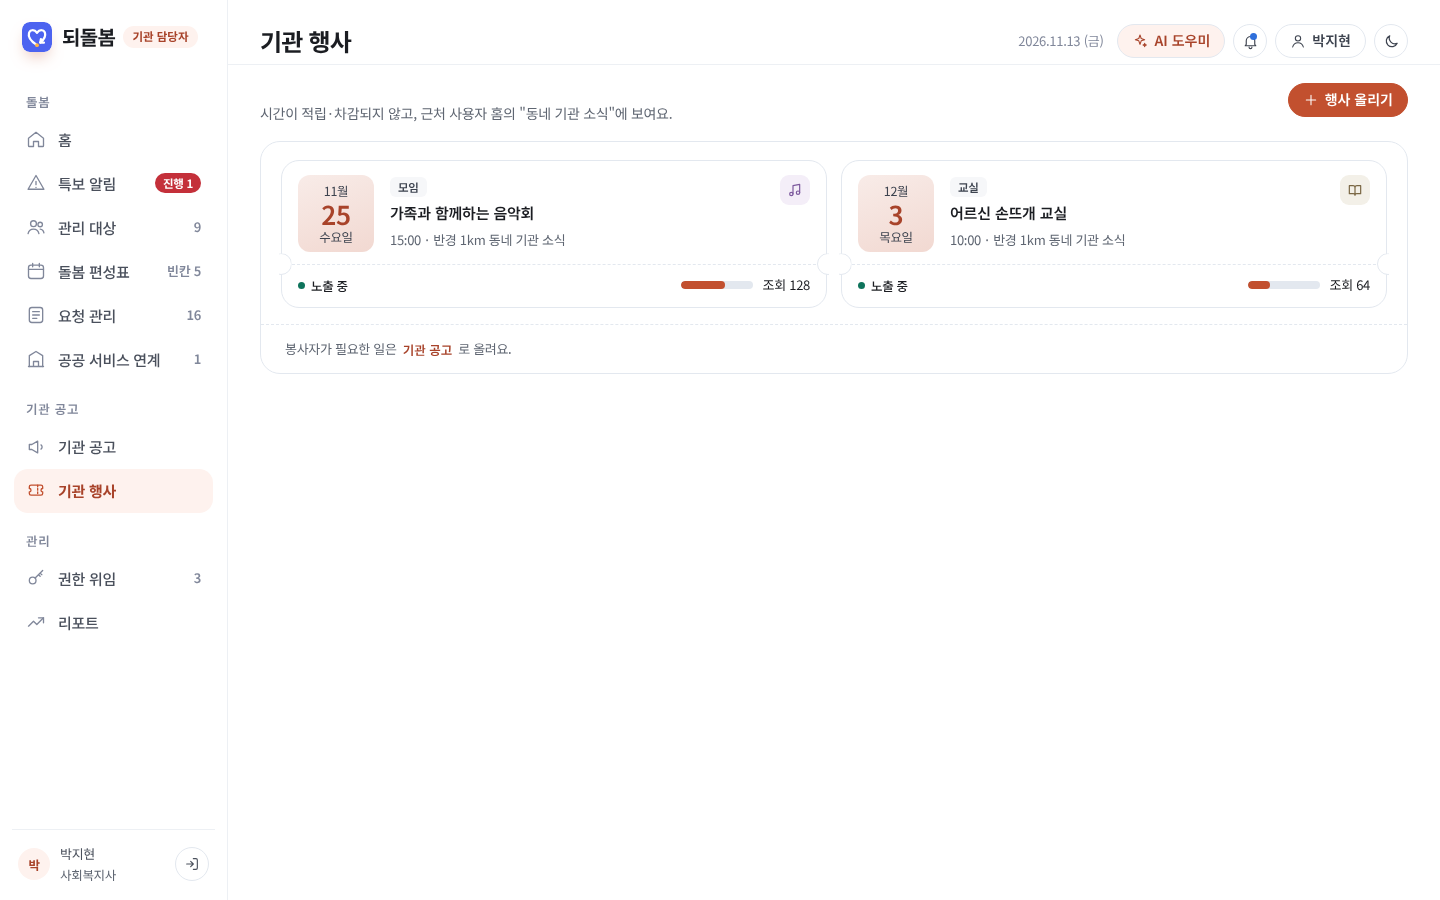 되돌봄 기관 담당자
돌봄
홈
특보 알림 진행 1
관리 대상 9
돌봄 편성표 빈칸 5
요청 관리 16
공공 서비스 연계 1
기관 공고
기관 공고
기관 행사
관리
권한 위임 3
리포트
박 박지현
사회복지사
기관 행사
2026.11.13 (금) AI 도우미 박지현
시간이 적립·차감되지 않고, 근처 사용자 홈의 "동네 기관 소식"에 보여요.
행사 올리기
11월
25
수요일
모임
가족과 함께하는 음악회
15:00 · 반경 1km 동네 기관 소식
노출 중 조회 128
12월
3
목요일
교실
어르신 손뜨개 교실
10:00 · 반경 1km 동네 기관 소식
노출 중 조회 64
봉사자가 필요한 일은 기관 공고 로 올려요.